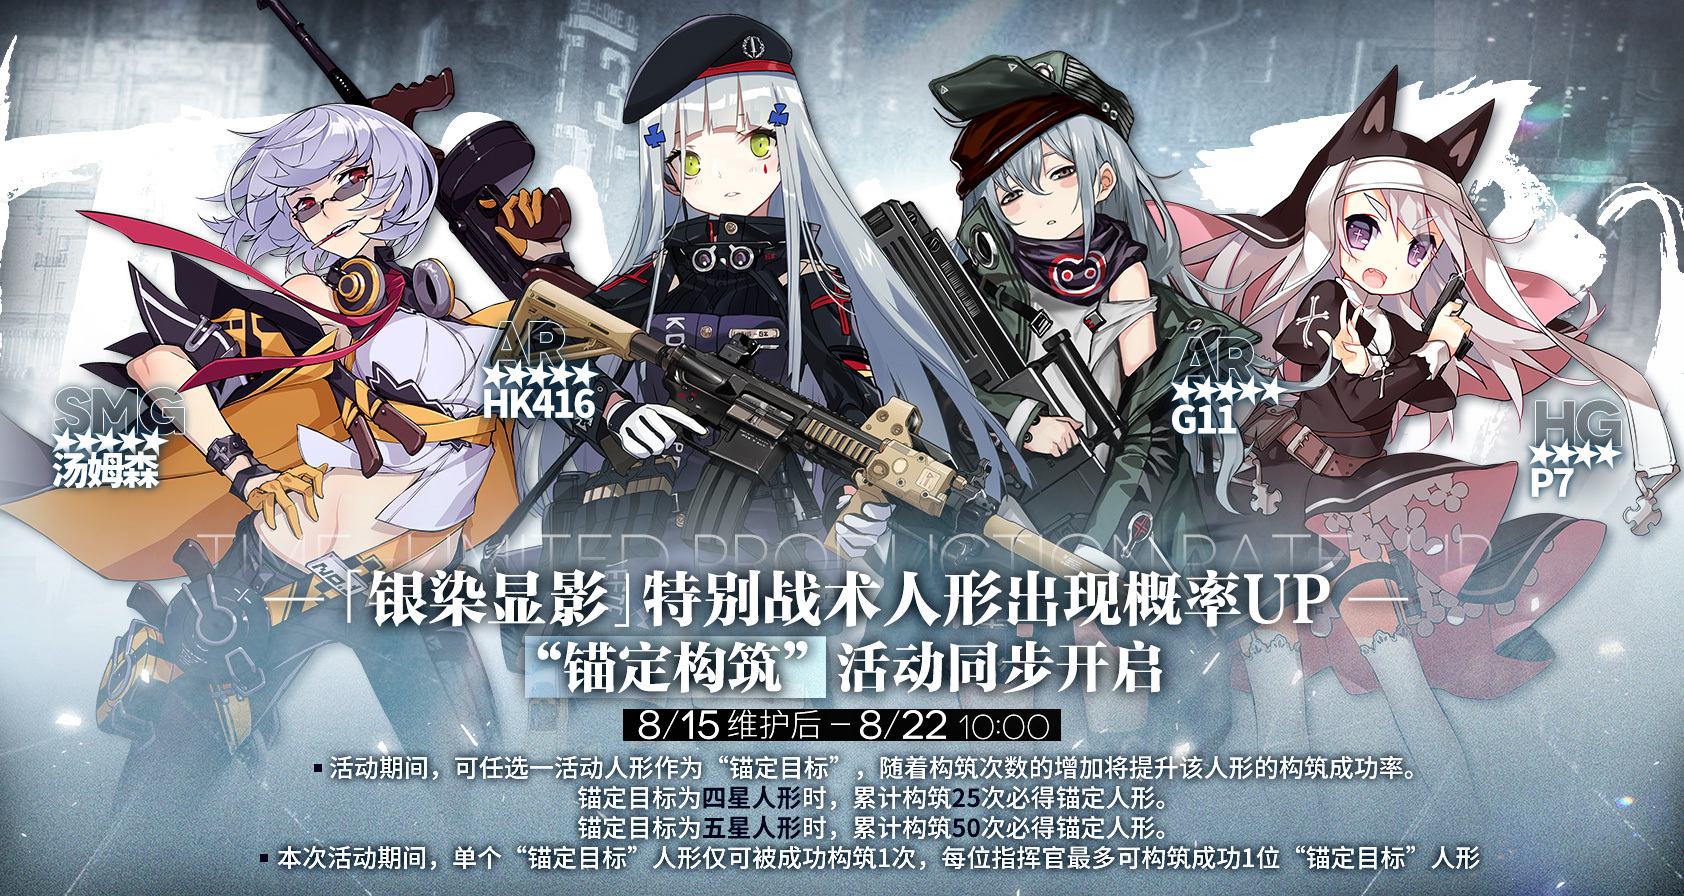 SMG
★★★★★
汤姆森
AR
★★★★★
HK416
AR
★★★★★
G11
HG
★★★★
P7
TIME-LIMITED PRODUCTION RATE UP
—「银染显影」特别战术人形出现概率UP—
“锚定构筑”活动同步开启
8/15 维护后 – 8/22 10:00
▪ 活动期间，可任选一活动人形作为“锚定目标”，随着构筑次数的增加将提升该人形的构筑成功率。
锚定目标为四星人形时，累计构筑25次必得锚定人形。
锚定目标为五星人形时，累计构筑50次必得锚定人形。
▪ 本次活动期间，单个“锚定目标”人形仅可被成功构筑1次，每位指挥官最多可构筑成功1位“锚定目标”人形